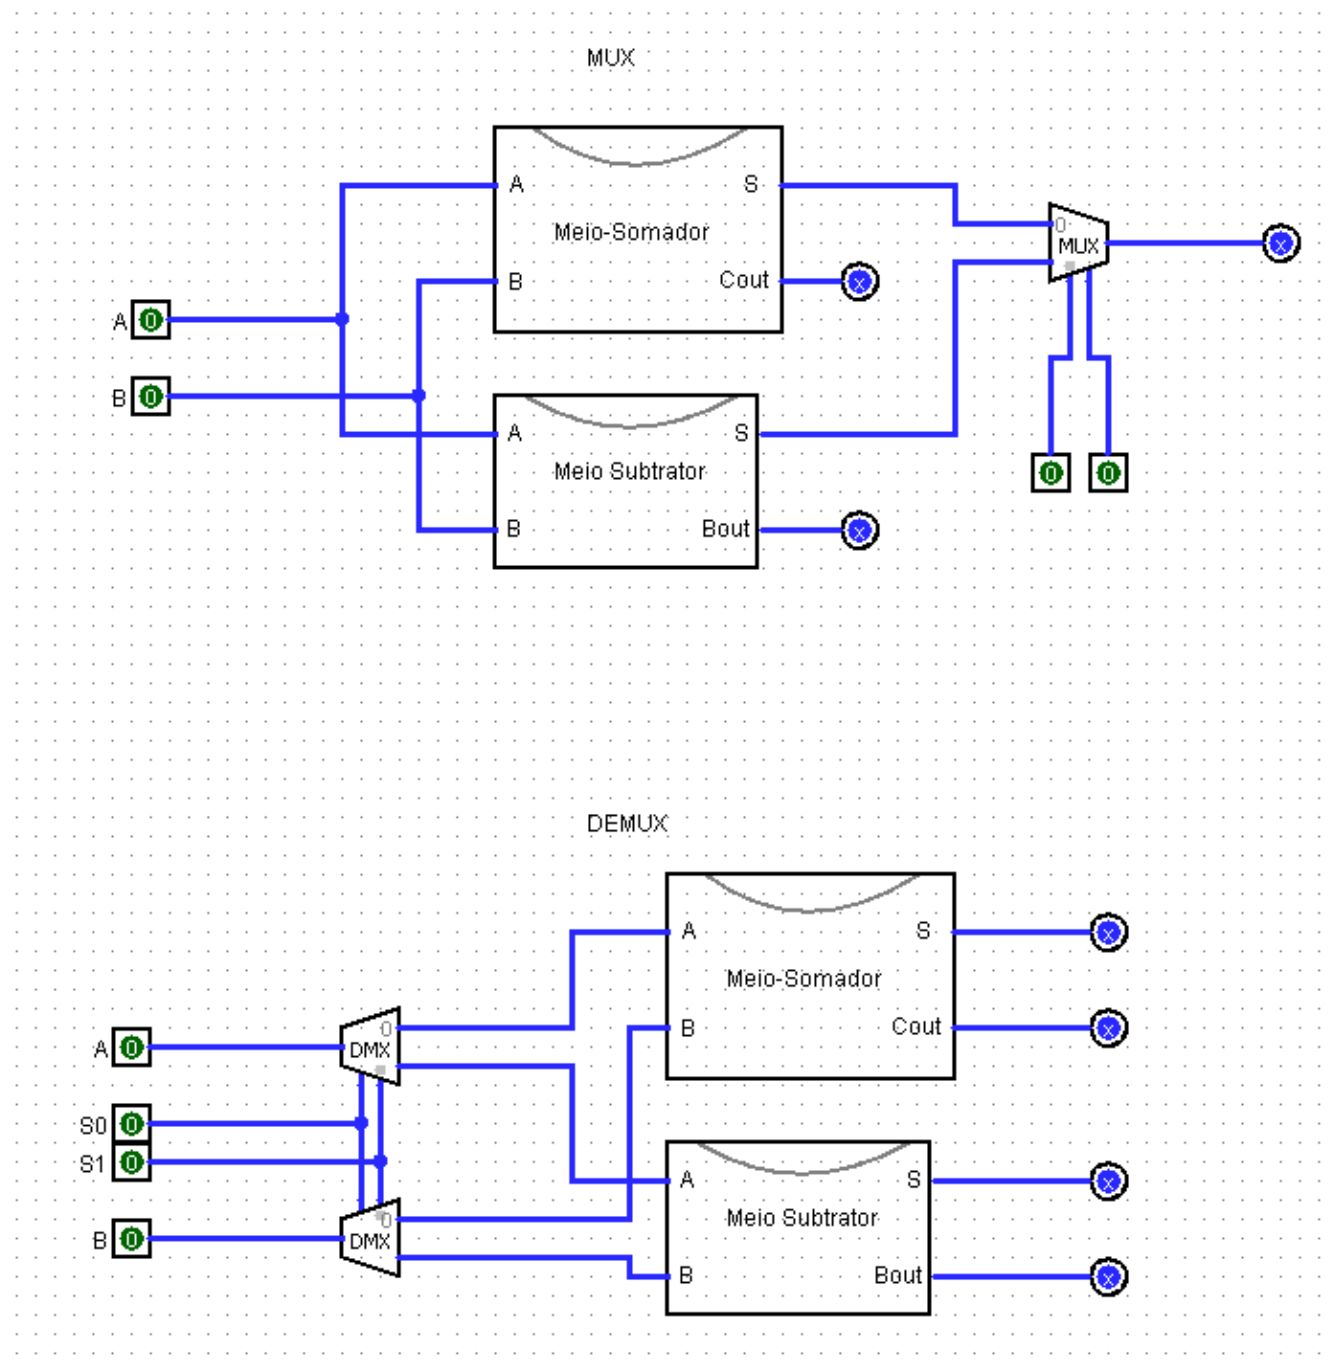 MUX
A S
Meio-Somador
0
MUX
x
B Cout x
A 0
B 0
A S
Meio Subtrator
0 0
B Bout x
DEMUX
A S x
Meio-Somador
0
B Cout x
A 0 DMX
S0 0
S1 0
A S x
0
Meio Subtrator
B 0 DMX
B Bout x